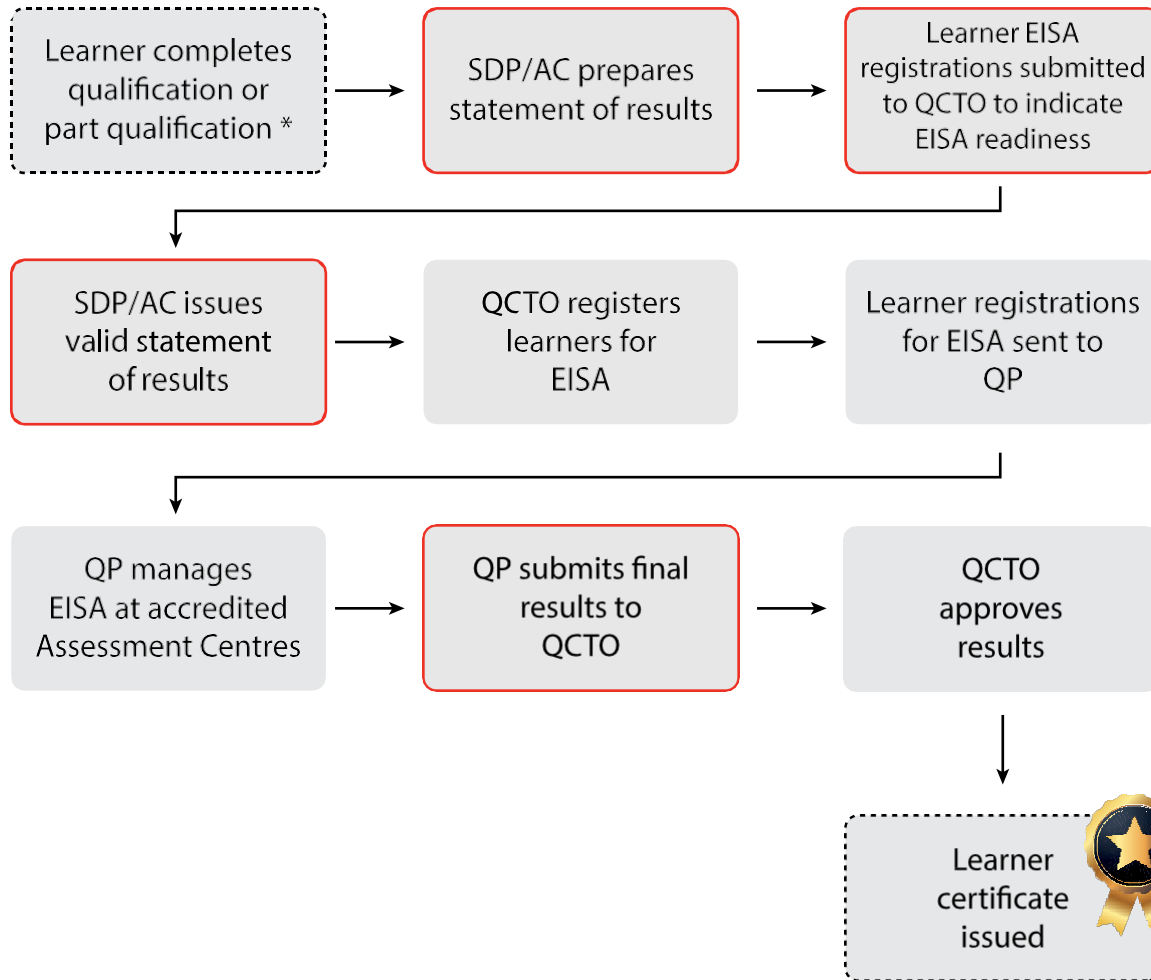 Learner completes
qualification or
part qualification *
SDP/AC prepares
statement of results
Learner EISA
registrations submitted
to QCTO to indicate
EISA readiness
SDP/AC issues
valid statement
of results
QCTO registers
learners for
EISA
Learner registrations
for EISA sent to
QP
QP manages
EISA at accredited
Assessment Centres
QP submits final
results to
QCTO
QCTO
approves
results
Learner
certificate
issued